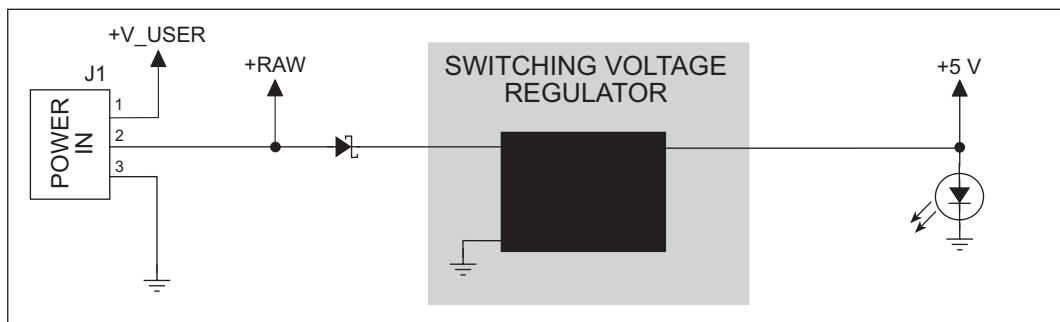 +V_USER
J1
POWER
IN
1
2
3
+RAW
SWITCHING VOLTAGE
REGULATOR
+5 V